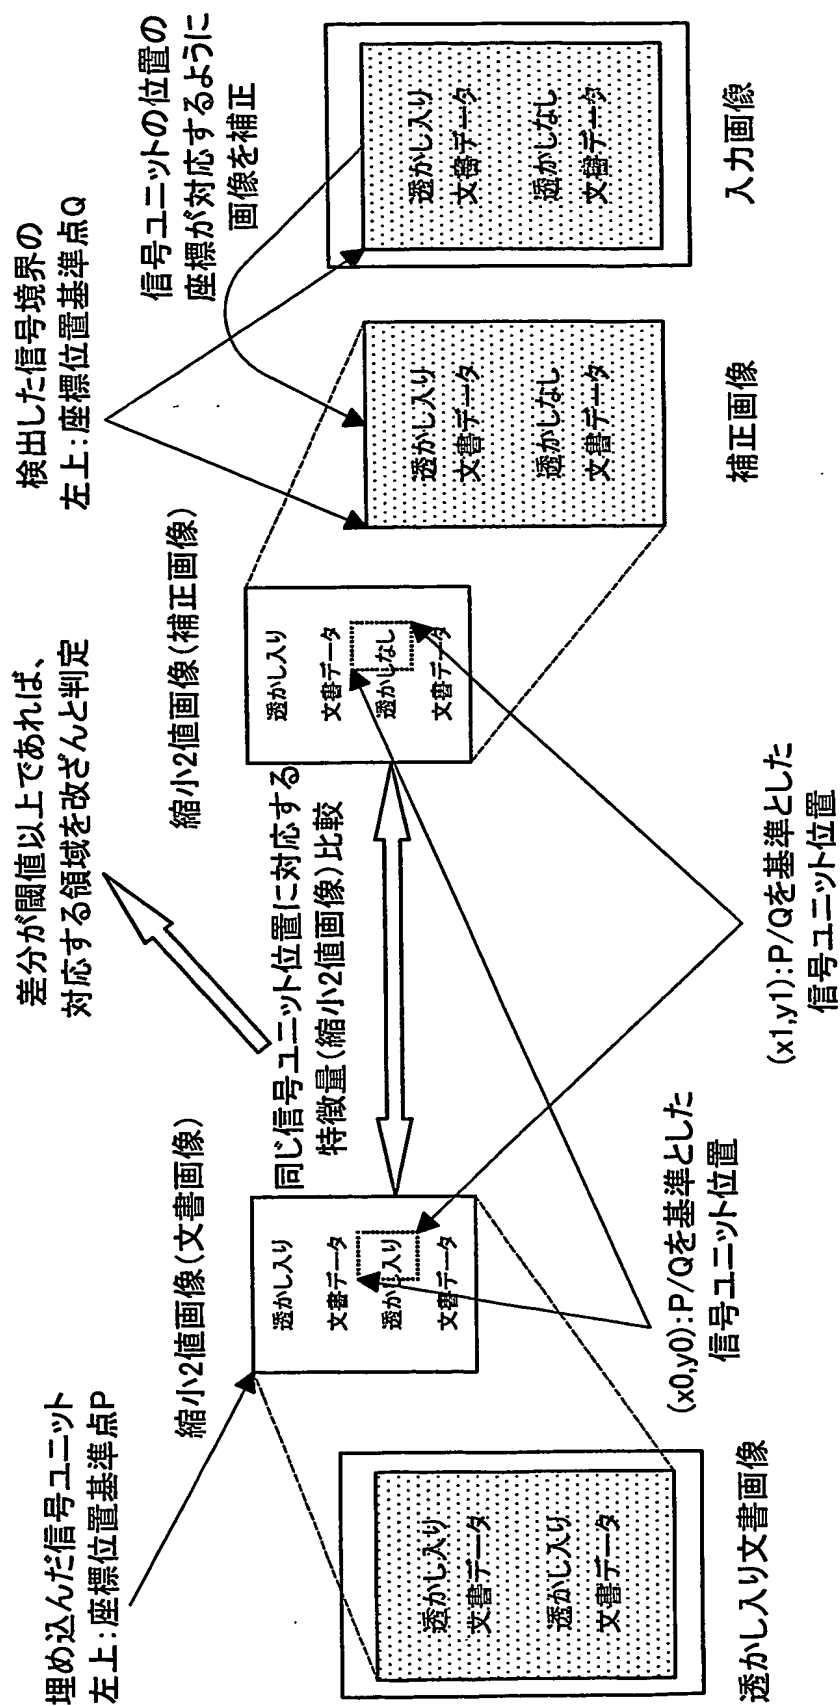 埋め込んだ信号ユニット
左上:座標位置基準点P
縮小2値画像(文書画像)
透かし入り
文書データ
透かし入り
文書データ
透かし入り
文書データ
透かし入り
文書データ
透かし入り文書画像
(x0,y0):P/Qを基準とした
信号ユニット位置
差分が閾値以上であれば、
対応する領域を改ざんと判定
同じ信号ユニット位置に対応する
特徴量(縮小2値画像)比較
(x1,y1):P/Qを基準とした
信号ユニット位置
縮小2値画像(補正画像)
透かし入り
文書データ
透かしなし
文書データ
検出した信号境界の
左上:座標位置基準点Q
透かし入り
文書データ
透かしなし
文書データ
補正画像
信号ユニットの位置の
座標が対応するように
画像を補正
透かし入り
文書データ
透かしなし
文書データ
入力画像